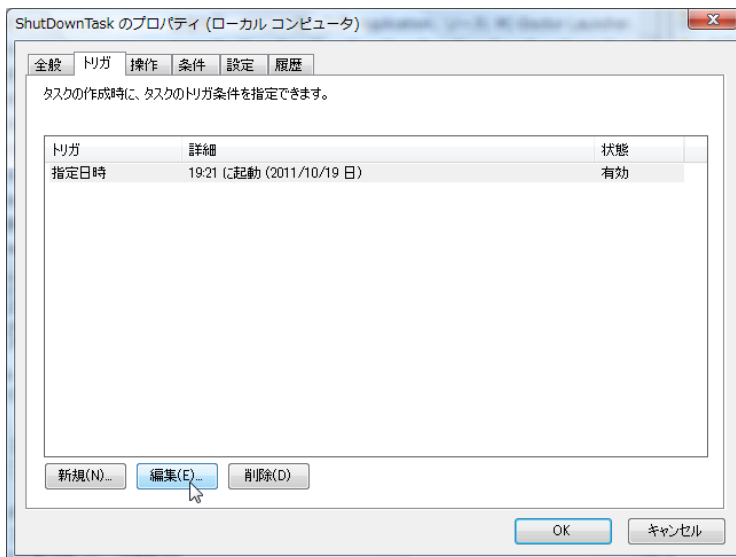 ShutDownTask のプロパティ (ローカル コンピュータ)
全般 トリガ 操作 条件 設定 履歴
タスクの作成時に、タスクのトリガ条件を指定できます。
トリガ 詳細 状態
指定日時 19:21 に起動 (2011/10/19 日) 有効
新規(N)... 編集(E)... 削除(D)
OK キャンセル